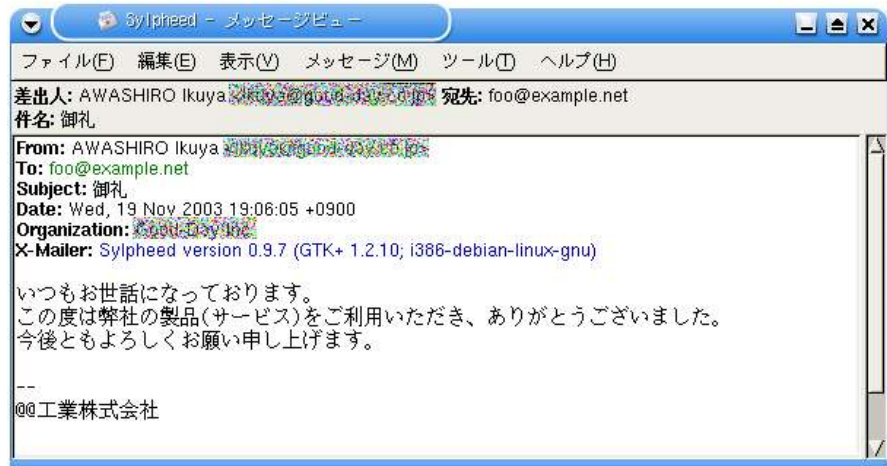 Sylpheed - メッセージビュー
ファイル(F) 編集(E) 表示(V) メッセージ(M) ツール(T) ヘルプ(H)
差出人: AWASHIRO Ikuya 宛先: foo@example.net
件名: 御礼
From: AWASHIRO Ikuya
To: foo@example.net
Subject: 御礼
Date: Wed, 19 Nov 2003 19:06:05 +0900
Organization:
X-Mailer: Sylpheed version 0.9.7 (GTK+ 1.2.10; i386-debian-linux-gnu)
いつもお世話になっております。
この度は弊社の製品(サービス)をご利用いただき、ありがとうございました。
今後ともよろしくお願い申し上げます。
--
@@工業株式会社